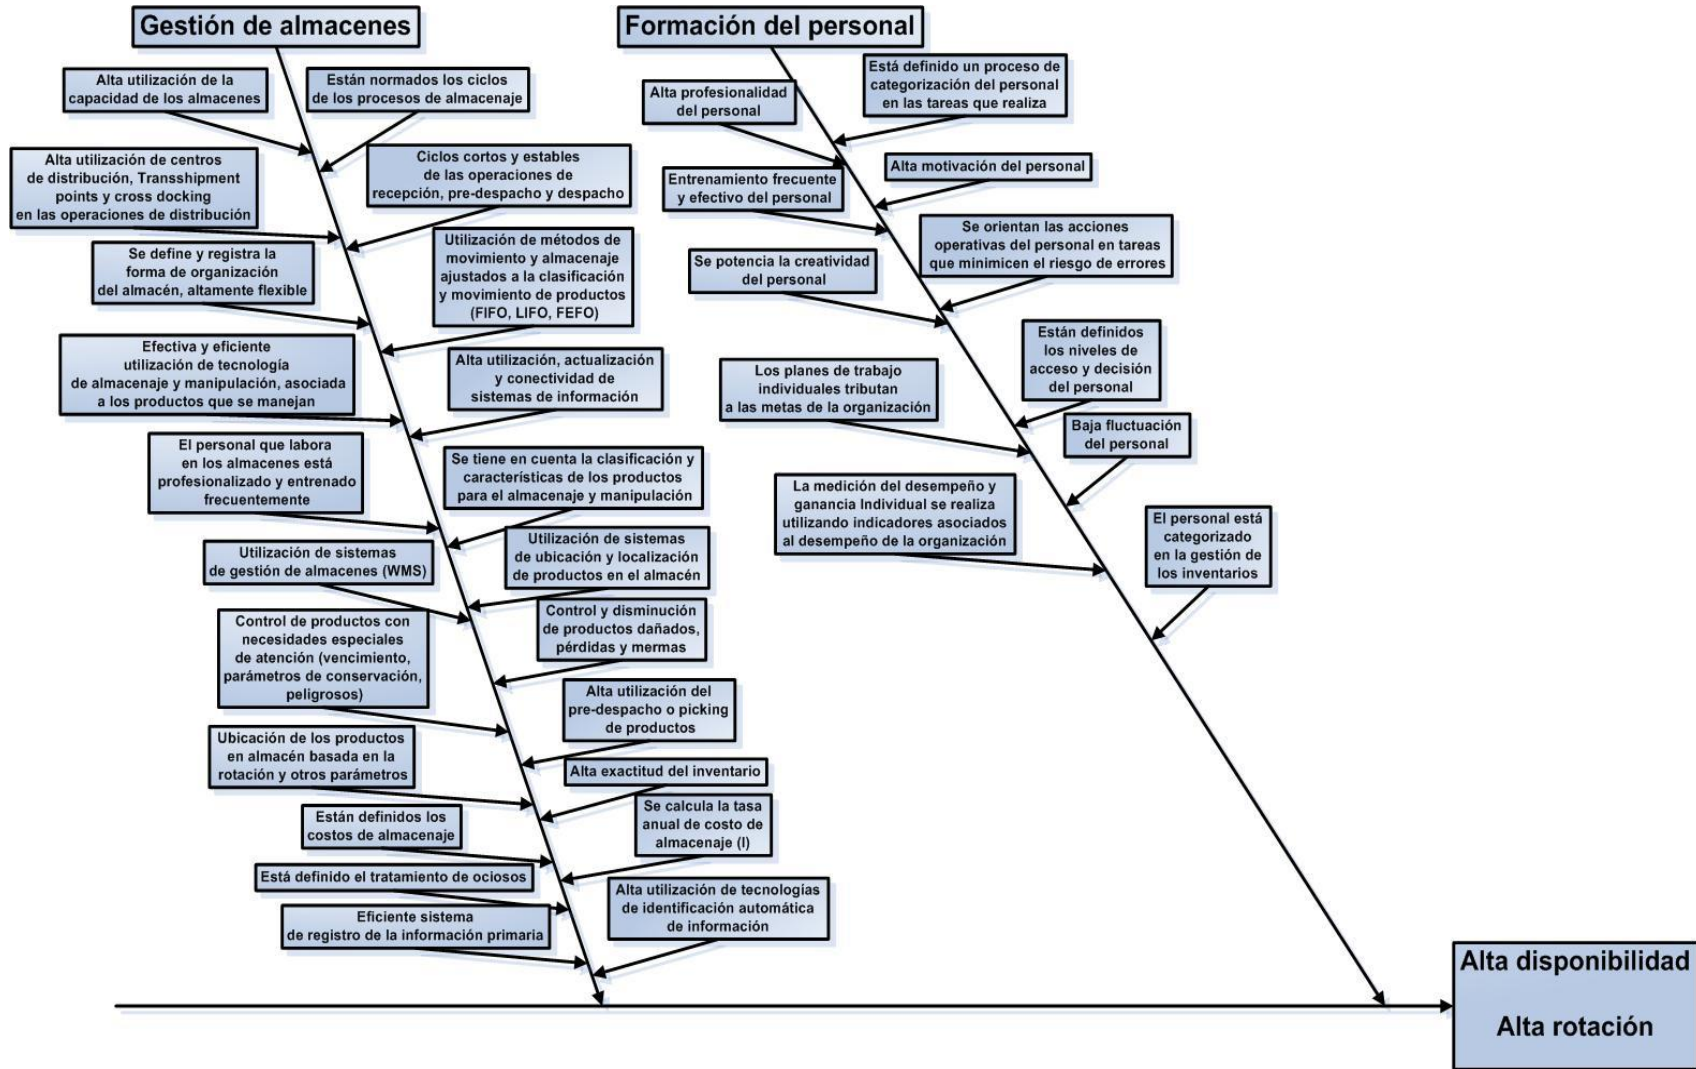 Gestión de almacenes
Alta utilización de la
capacidad de los almacenes
Están normados los ciclos
de los procesos de almacenaje
Alta utilización de centros
de distribución, Transshipment
points y cross docking
en las operaciones de distribución
Ciclos cortos y estables
de las operaciones de
recepción, pre-despacho y despacho
Se define y registra la
forma de organización
del almacén, altamente flexible
Utilización de métodos de
movimiento y almacenaje
ajustados a la clasificación
y movimiento de productos
(FIFO, LIFO, FEFO)
Efectiva y eficiente
utilización de tecnología
de almacenaje y manipulación, asociada
a los productos que se manejan
Alta utilización, actualización
y conectividad de
sistemas de información
El personal que labora
en los almacenes está
profesionalizado y entrenado
frecuentemente
Se tiene en cuenta la clasificación y
características de los productos
para el almacenaje y manipulación
Utilización de sistemas
de gestión de almacenes (WMS)
Utilización de sistemas
de ubicación y localización
de productos en el almacén
Control de productos con
necesidades especiales
de atención (vencimiento,
parámetros de conservación,
peligrosos)
Control y disminución
de productos dañados,
pérdidas y mermas
Alta utilización del
pre-despacho o picking
de productos
Ubicación de los productos
en almacén basada en la
rotación y otros parámetros
Alta exactitud del inventario
Están definidos los
costos de almacenaje
Se calcula la tasa
anual de costo de
almacenaje (I)
Está definido el tratamiento de ociosos
Alta utilización de tecnologías
de identificación automática
de información
Eficiente sistema
de registro de la información primaria
Formación del personal
Alta profesionalidad
del personal
Está definido un proceso de
categorización del personal
en las tareas que realiza
Entrenamiento frecuente
y efectivo del personal
Alta motivación del personal
Se potencia la creatividad
del personal
Se orientan las acciones
operativas del personal en tareas
que minimicen el riesgo de errores
Los planes de trabajo
individuales tributan
a las metas de la organización
Están definidos
los niveles de
acceso y decisión
del personal
Baja fluctuación
del personal
La medición del desempeño y
ganancia Individual se realiza
utilizando indicadores asociados
al desempeño de la organización
El personal está
categorizado
en la gestión de
los inventarios
Alta disponibilidad
Alta rotación